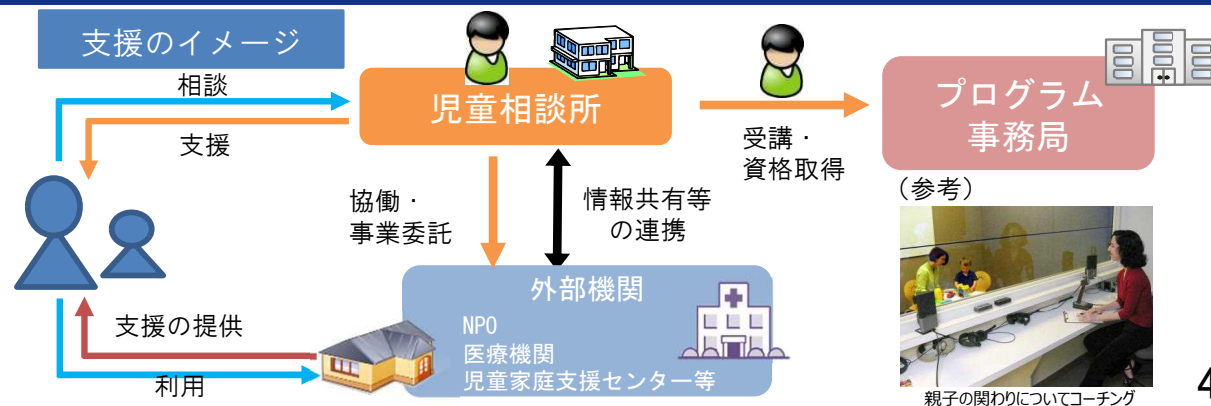 支援のイメージ
相談
支援
児童相談所
受講・
資格取得
プログラム
事務局
協働・
事業委託
情報共有等
の連携
(参考)
外部機関
NPO
医療機関
児童家庭支援センター等
支援の提供
利用
親子の関わりについてコーチング
4